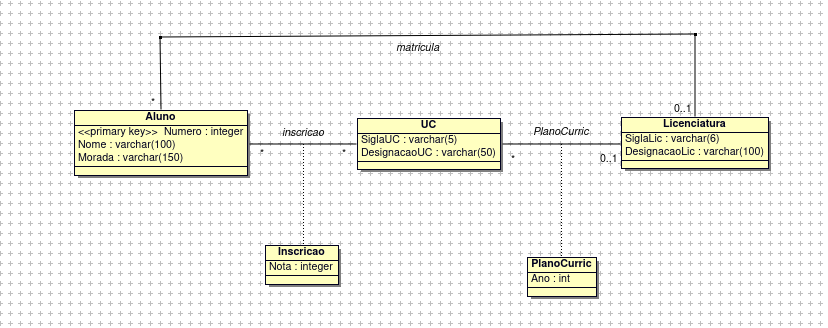 matricula
*
0..1
Aluno
<<primary key>> Numero : integer
Nome : varchar(100)
Morada : varchar(150)
inscricao
*
*
UC
SiglaUC : varchar(5)
DesignacaoUC : varchar(50)
PlanoCurric
*
0..1
Licenciatura
SiglaLic : varchar(6)
DesignacaoLic : varchar(100)
Inscricao
Nota : integer
PlanoCurric
Ano : int